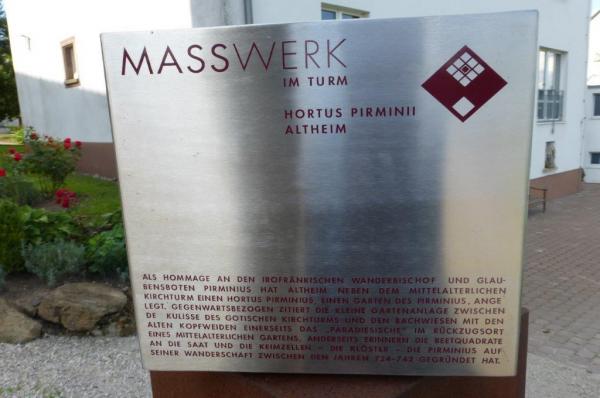 MASSWERK
IM TURM
HORTUS PIRMINII
ALTHEIM
ALS HOMMAGE AN DEN IROFRÄNKISCHEN WANDERBISCHOF UND GLAU-
BENSBOTEN PIRMINIUS HAT ALTHEIM NEBEN DEM MITTELALTERLICHEN
KIRCHTURM EINEN HORTUS PIRMINIUS, EINEN GARTEN DES PIRMINIUS, ANGE
LEGT. GEGENWARTSBEZOGEN ZITIERT DIE KLEINE GARTENANLAGE ZWISCHEN
DE KULISSE DES GOTISCHEN KIRCHTURMS UND DEN BACHWIESEN MIT DEN
ALTEN KOPFWEIDEN EINERSEITS DAS „PARADIESISCHE" IM RÜCKZUGSORT
EINES MITTELALTERLICHEN GARTENS. ANDERSEITS ERINNERN DIE BEETQUADRATE
AN DIE SAAT UND DIE KEIMZELLEN – DIE KLÖSTER – DIE PIRMINIUS AUF
SEINER WANDERSCHAFT ZWISCHEN DEN JAHREN 724-742 GEGRÜNDET HAT.